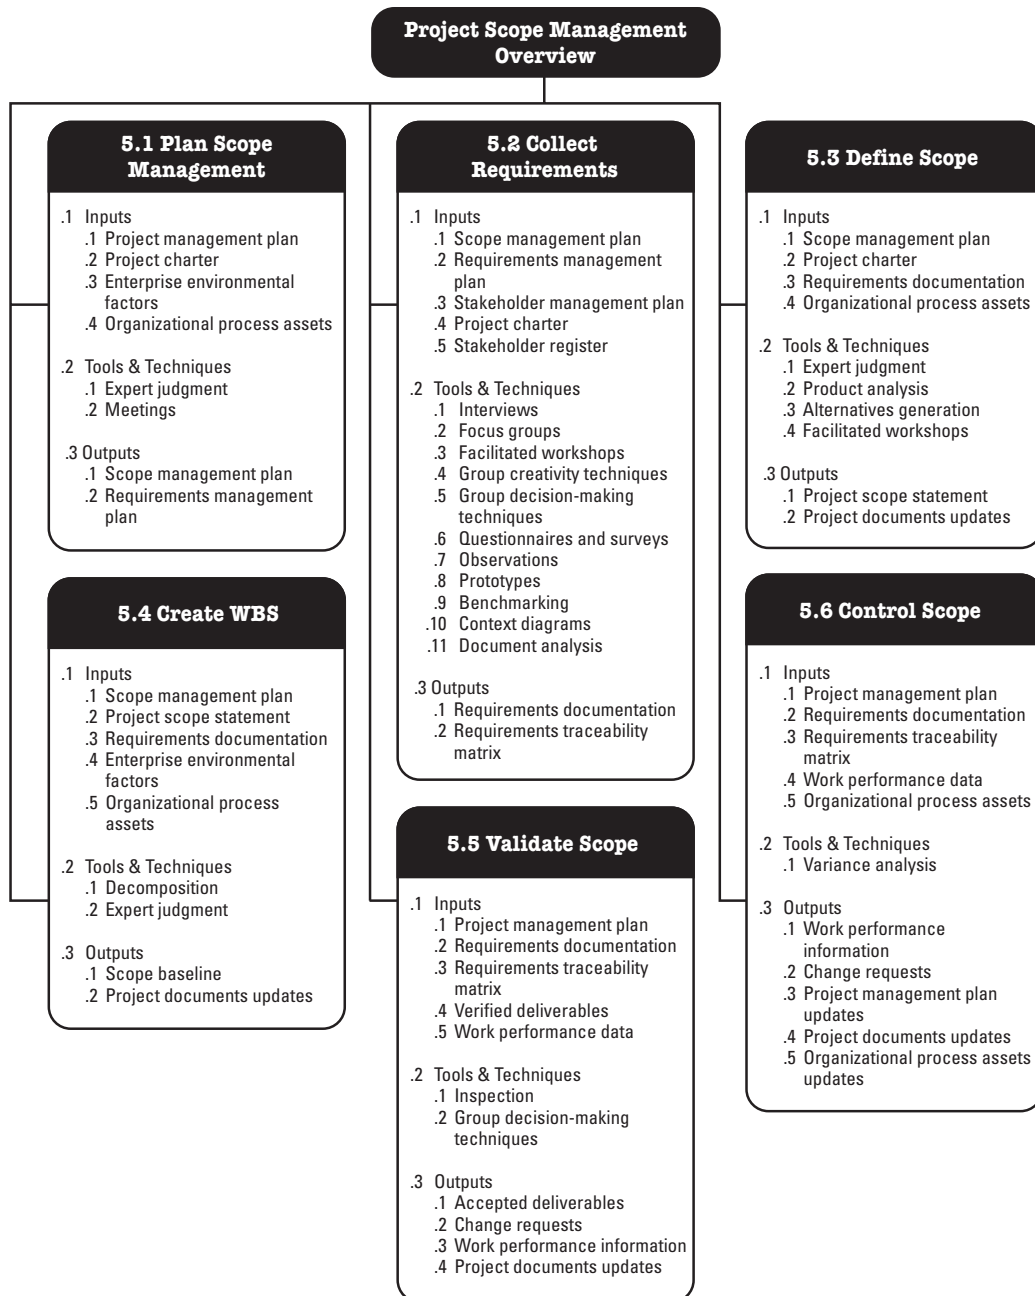 Project Scope Management
Overview
5.1 Plan Scope
Management
.1 Inputs
.1 Project management plan
.2 Project charter
.3 Enterprise environmental
factors
.4 Organizational process assets
.2 Tools & Techniques
.1 Expert judgment
.2 Meetings
.3 Outputs
.1 Scope management plan
.2 Requirements management
plan
5.2 Collect
Requirements
.1 Inputs
.1 Scope management plan
.2 Requirements management
plan
.3 Stakeholder management plan
.4 Project charter
.5 Stakeholder register
.2 Tools & Techniques
.1 Interviews
.2 Focus groups
.3 Facilitated workshops
.4 Group creativity techniques
.5 Group decision-making
techniques
.6 Questionnaires and surveys
.7 Observations
.8 Prototypes
.9 Benchmarking
.10 Context diagrams
.11 Document analysis
.3 Outputs
.1 Requirements documentation
.2 Requirements traceability
matrix
5.3 Define Scope
.1 Inputs
.1 Scope management plan
.2 Project charter
.3 Requirements documentation
.4 Organizational process assets
.2 Tools & Techniques
.1 Expert judgment
.2 Product analysis
.3 Alternatives generation
.4 Facilitated workshops
.3 Outputs
.1 Project scope statement
.2 Project documents updates
5.4 Create WBS
.1 Inputs
.1 Scope management plan
.2 Project scope statement
.3 Requirements documentation
.4 Enterprise environmental
factors
.5 Organizational process
assets
.2 Tools & Techniques
.1 Decomposition
.2 Expert judgment
.3 Outputs
.1 Scope baseline
.2 Project documents updates
5.5 Validate Scope
.1 Inputs
.1 Project management plan
.2 Requirements documentation
.3 Requirements traceability
matrix
.4 Verified deliverables
.5 Work performance data
.2 Tools & Techniques
.1 Inspection
.2 Group decision-making
techniques
.3 Outputs
.1 Accepted deliverables
.2 Change requests
.3 Work performance information
.4 Project documents updates
5.6 Control Scope
.1 Inputs
.1 Project management plan
.2 Requirements documentation
.3 Requirements traceability
matrix
.4 Work performance data
.5 Organizational process assets
.2 Tools & Techniques
.1 Variance analysis
.3 Outputs
.1 Work performance
information
.2 Change requests
.3 Project management plan
updates
.4 Project documents updates
.5 Organizational process assets
updates